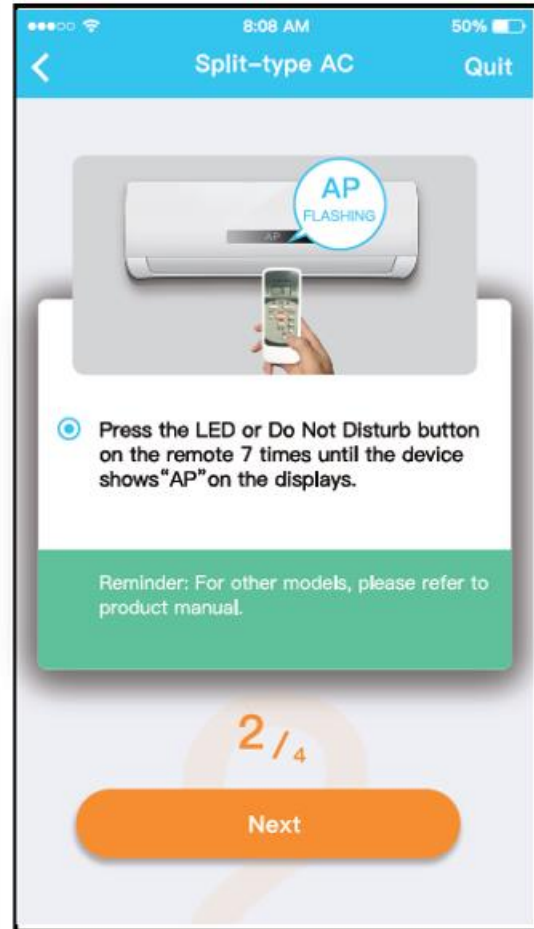 8:08 AM
50%
Split-type AC
Quit
AP
FLASHING
AP
Press the LED or Do Not Disturb button
on the remote 7 times until the device
shows“AP”on the displays.
Reminder: For other models, please refer to
product manual.
2/4
Next